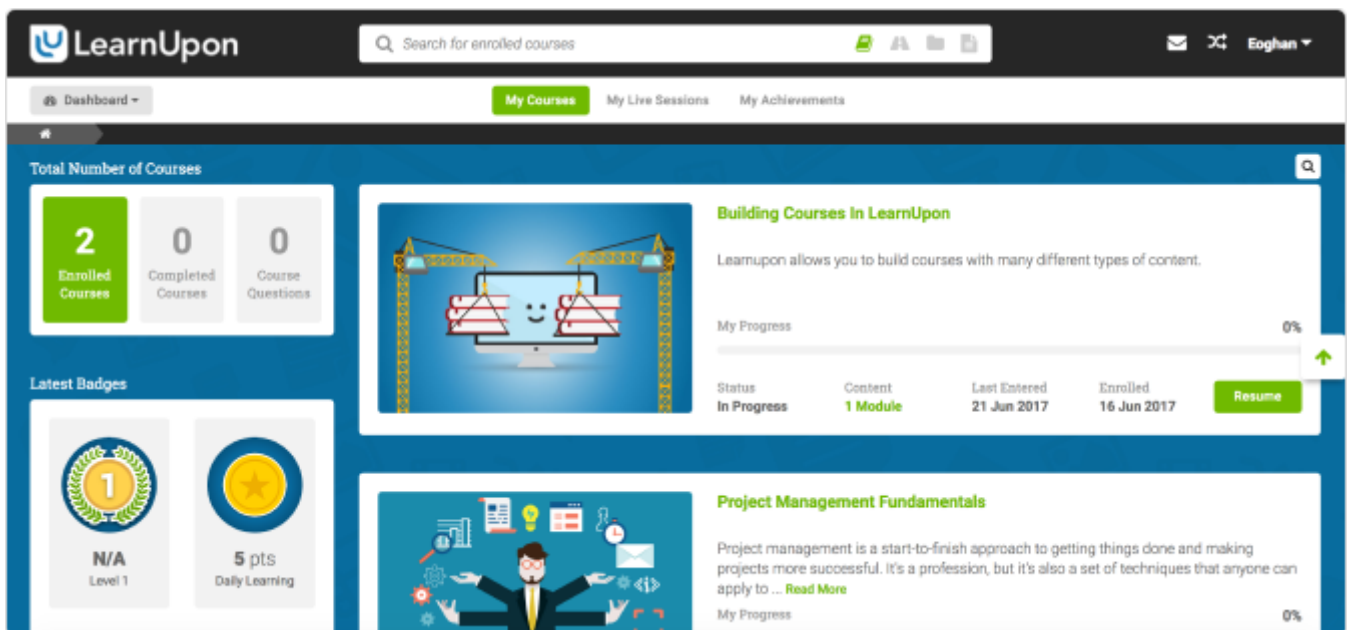 LearnUpon
Search for enrolled courses
Eoghan
Dashboard
My Courses
My Live Sessions
My Achievements
Total Number of Courses
2
Enrolled
Courses
0
Completed
Courses
0
Course
Questions
Building Courses In LearnUpon
Learnupon allows you to build courses with many different types of content.
My Progress 0%
Status Content Last Entered Enrolled
In Progress 1 Module 21 Jun 2017 16 Jun 2017
Resume
Latest Badges
1
N/A
Level 1
5 pts
Daily Learning
Project Management Fundamentals
Project management is a start-to-finish approach to getting things done and making
projects more successful. It's a profession, but it's also a set of techniques that anyone can
apply to ... Read More
My Progress 0%